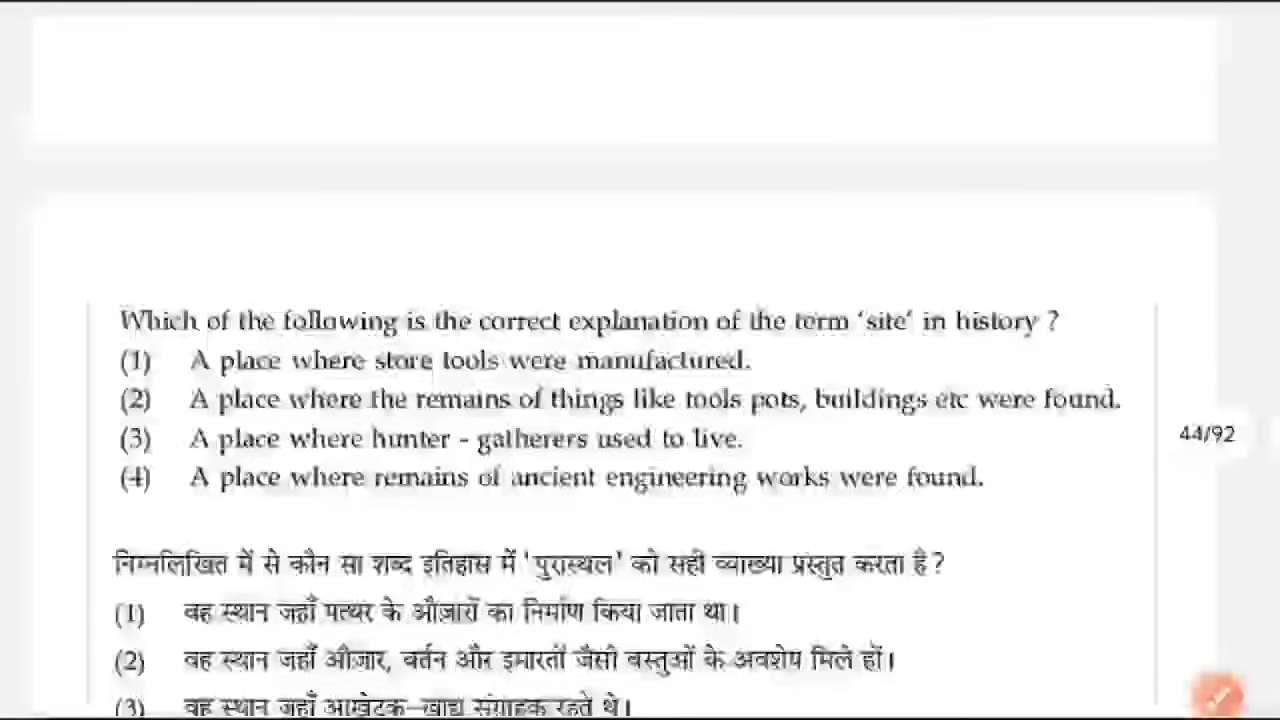 Which of the following is the correct explanation of the term 'site' in history ?
(1) A place where store tools were manufactured.
(2) A place where the remains of things like tools pots, buildings etc were found.
(3) A place where hunter - gatherers used to live.
44/92
(4) A place where remains of ancient engineering works were found.
निम्नलिखित में से कौन सा शब्द इतिहास में 'पुरास्थल' को सही व्याख्या प्रस्तुत करता है ?
(1) वह स्थान जहाँ पत्थर के औज़ारों का निर्माण किया जाता था।
(2) वह स्थान जहाँ औज़ार, बर्तन और इमारतों जैसी वस्तुओं के अवशेष मिले हों।
(3) वह स्थान जहाँ आखेटक-खाद्य संग्राहक रहते थे।